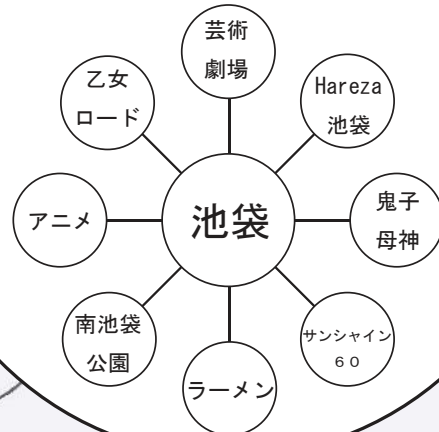 芸術
劇場
Hareza
池袋
鬼子
母神
サンシャイン
６０
ラーメン
南池袋
公園
アニメ
乙女
ロード
池袋